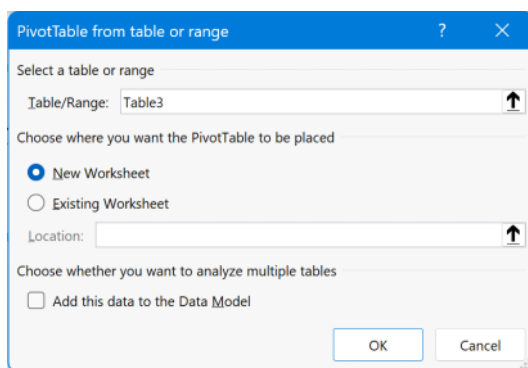 PivotTable from table or range ?
Select a table or range
Table/Range: Table3
Choose where you want the PivotTable to be placed
New Worksheet
Existing Worksheet
Location:
Choose whether you want to analyze multiple tables
Add this data to the Data Model
OK Cancel